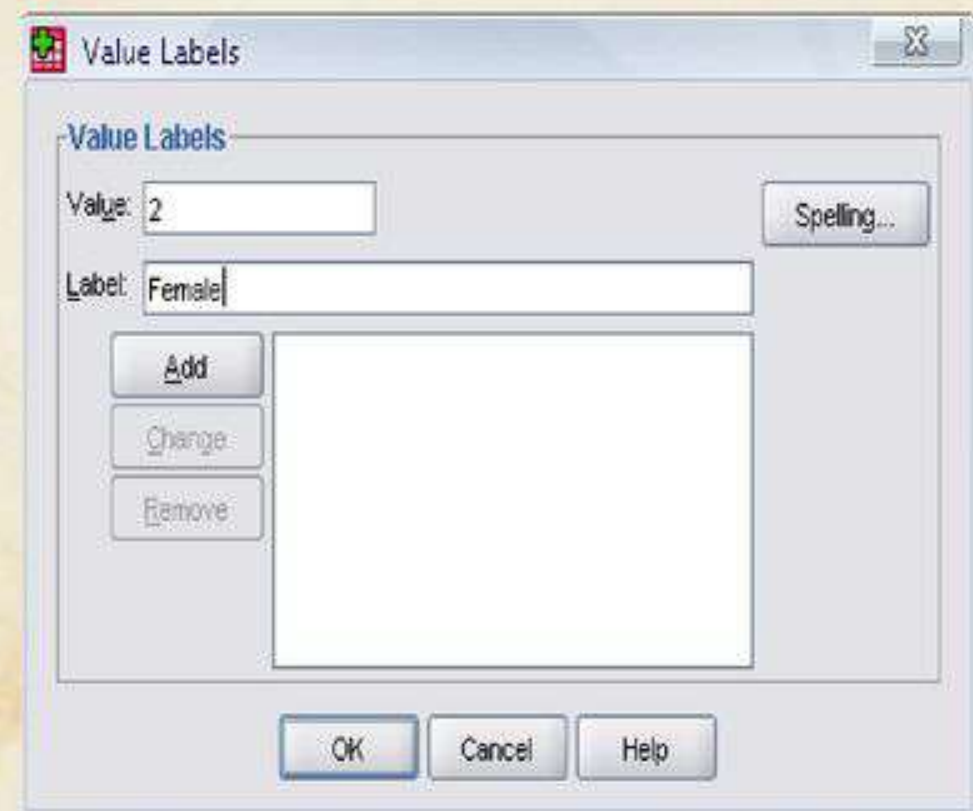 Value Labels
Value Labels
Value: 2
Spelling...
Label: Female
Add
Change
Remove
OK Cancel Help